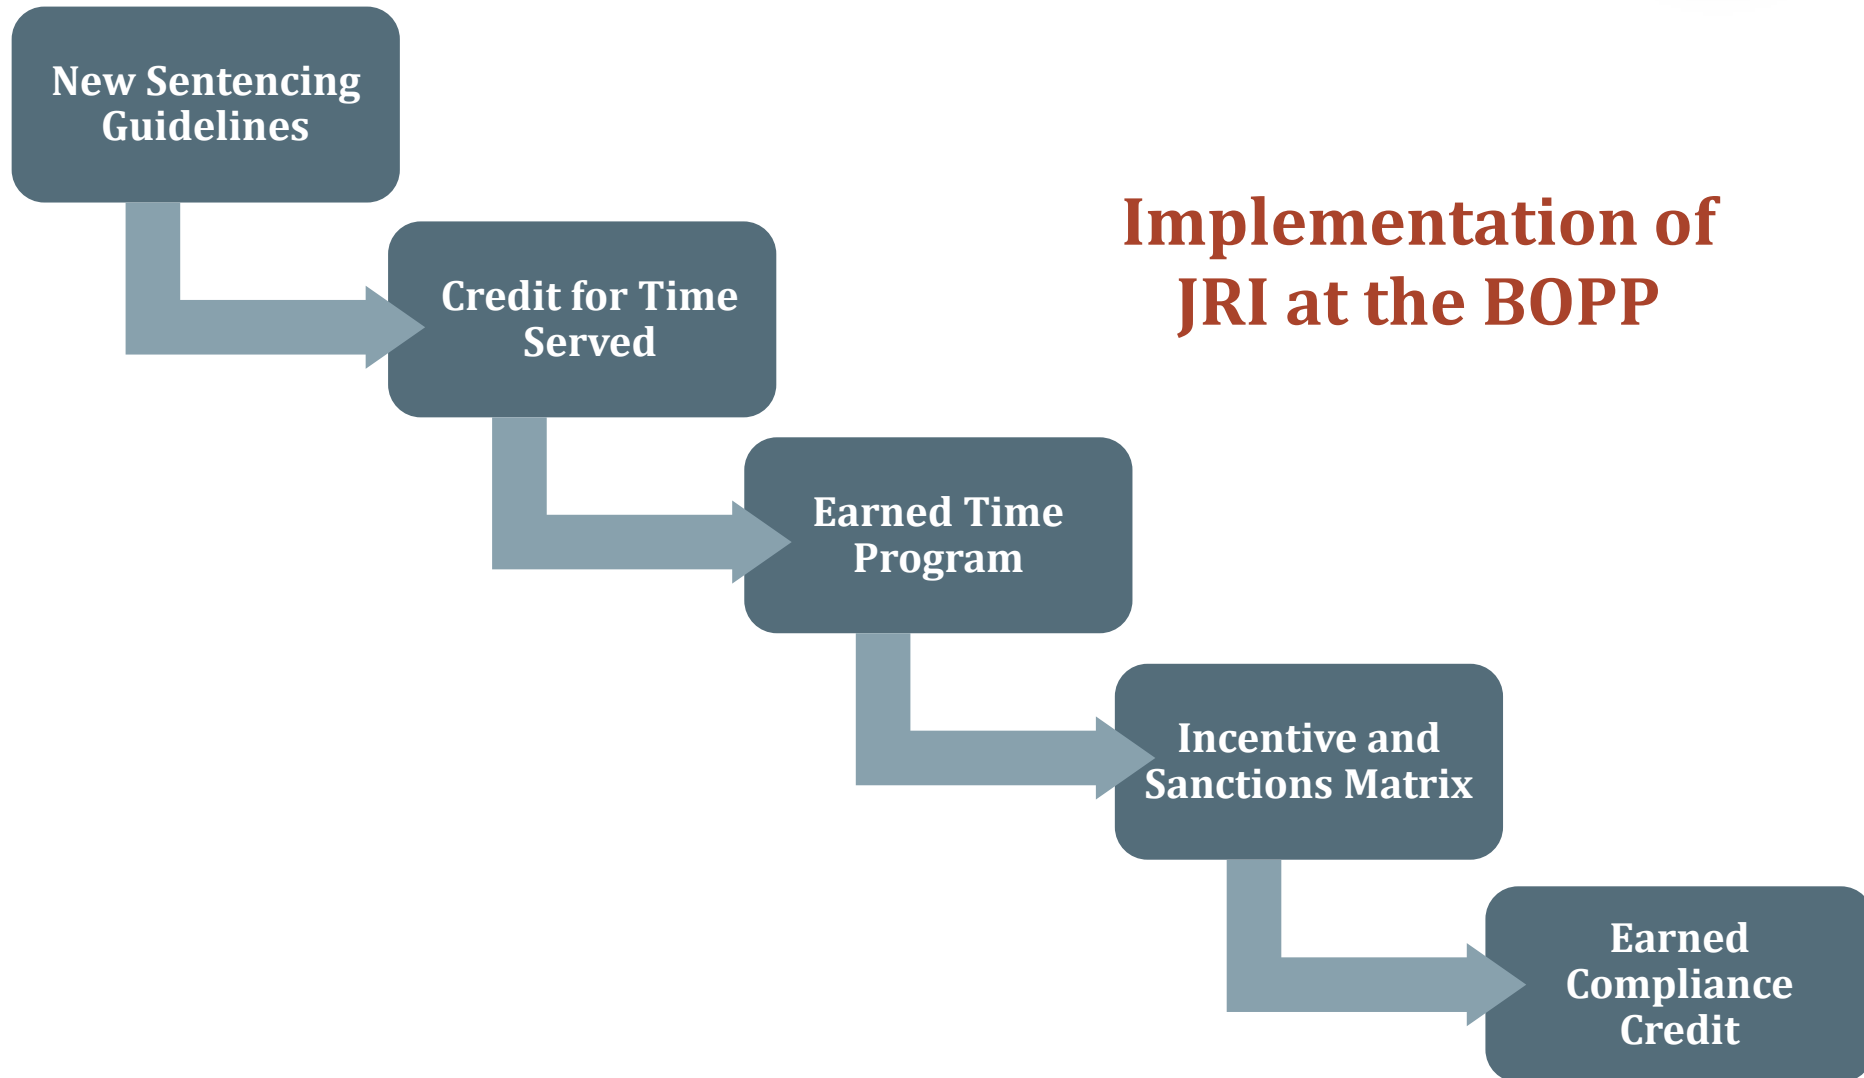 New Sentencing
Guidelines
Implementation of
JRI at the BOPP
Credit for Time
Served
Earned Time
Program
Incentive and
Sanctions Matrix
Earned
Compliance
Credit